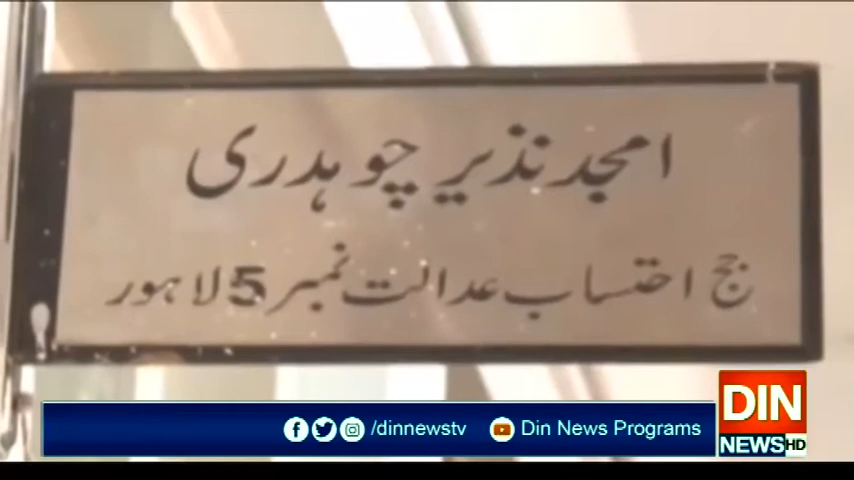 امجد نذیر چوہدری
جج احتساب عدالت نمبر 5 لاہور
/dinnewstv Din News Programs
DIN
NEWS HD